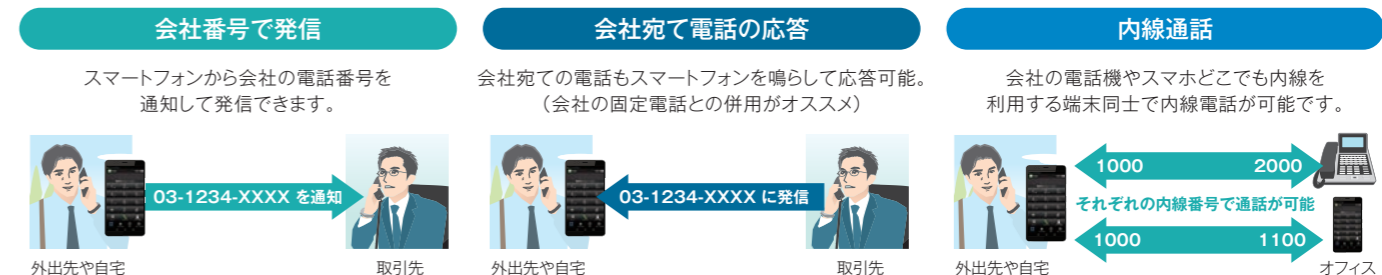 会社番号で発信
スマートフォンから会社の電話番号を
通知して発信できます。
03-1234-XXXX を通知
外出先や自宅
取引先
会社宛て電話の応答
会社宛ての電話もスマートフォンを鳴らして応答可能。
（会社の固定電話との併用がオススメ）
03-1234-XXXX に発信
外出先や自宅
取引先
内線通話
会社の電話機やスマホどこでも内線を
利用する端末同士で内線電話が可能です。
1000 2000
それぞれの内線番号で通話が可能
1000 1100
外出先や自宅
オフィス